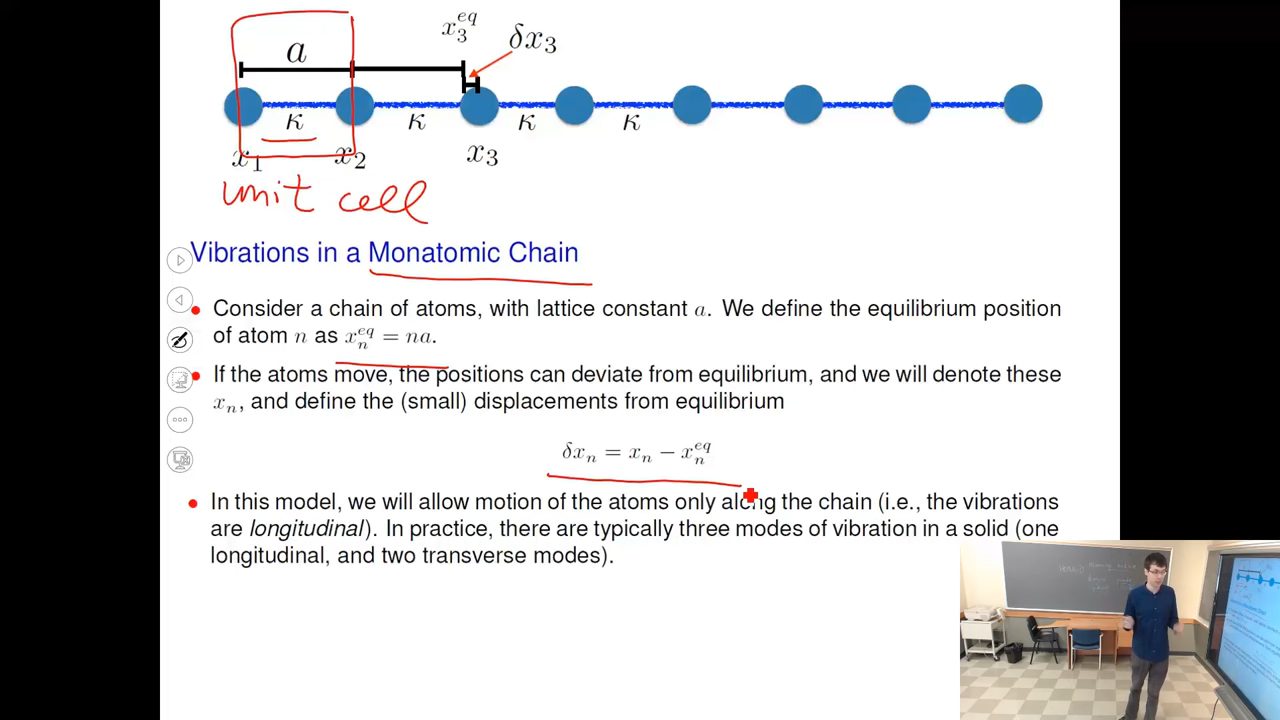 x_3^{eq}
a
δx_3
κ κ κ κ
x_1 x_2 x_3
unit cell
Vibrations in a Monatomic Chain
• Consider a chain of atoms, with lattice constant a. We define the equilibrium position
of atom n as x_n^{eq} = na.
• If the atoms move, the positions can deviate from equilibrium, and we will denote these
x_n, and define the (small) displacements from equilibrium
δx_n = x_n − x_n^{eq}
• In this model, we will allow motion of the atoms only along the chain (i.e., the vibrations
are longitudinal). In practice, there are typically three modes of vibration in a solid (one
longitudinal, and two transverse modes).